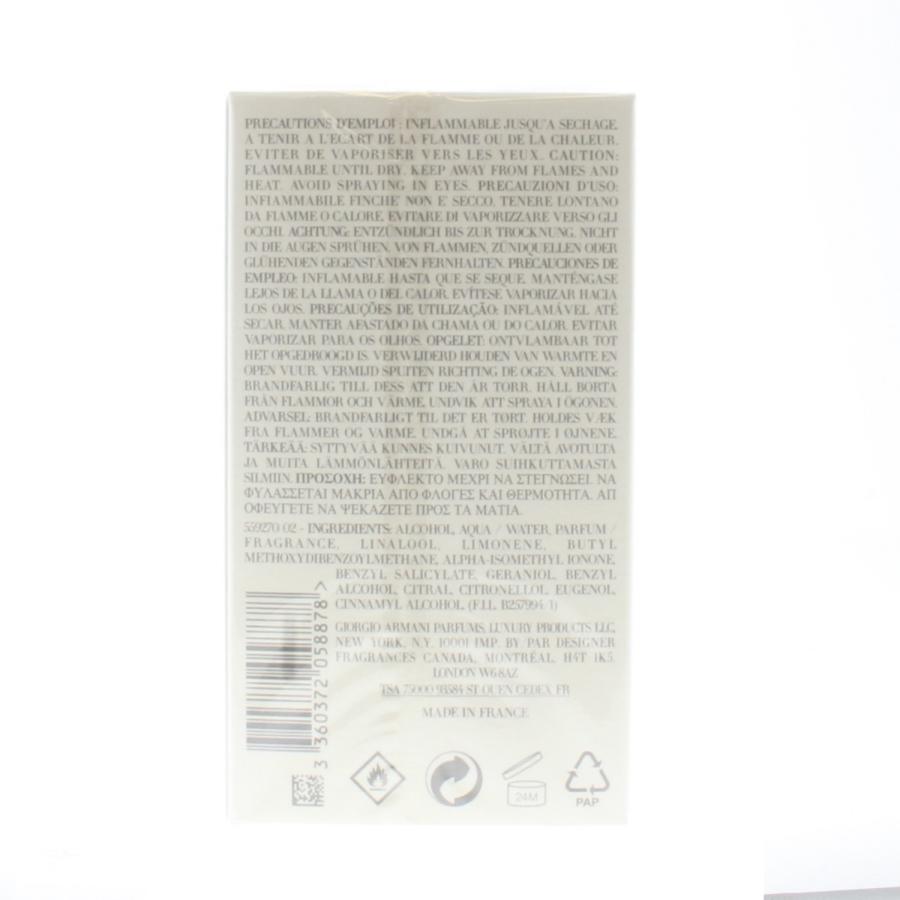 PRECAUTIONS D'EMPLOI: INFLAMMABLE JUSQU'A SECHAGE.
A TENIR A L'ECART DE LA FLAMME OU DE LA CHALEUR.
EVITER DE VAPORISER VERS LES YEUX. CAUTION:
FLAMMABLE UNTIL DRY. KEEP AWAY FROM FLAMES AND
HEAT. AVOID SPRAYING IN EYES. PRECAUZIONI D'USO:
INFIAMMABILE FINCHE' NON E' SECCO. TENERE LONTANO
DA FIAMME O CALORE. EVITARE DI VAPORIZZARE VERSO GLI
OCCHI. ACHTUNG: ENTZÜNDLICH BIS ZUR TROCKNUNG. NICHT
IN DIE AUGEN SPRÜHEN. VON FLAMMEN, ZÜNDQUELLEN ODER
GLÜHENDEN GEGENSTÄNDEN FERNHALTEN. PRECAUCIONES DE
EMPLEO: INFLAMABLE HASTA QUE SE SEQUE. MANTÉNGASE
LEJOS DE LA LLAMA O DEL CALOR. EVÍTESE VAPORIZAR HACIA
LOS OJOS. PRECAUÇÕES DE UTILIZAÇÃO: INFLAMÁVEL ATÉ
SECAR. MANTER AFASTADO DA CHAMA OU DO CALOR. EVITAR
VAPORIZAR PARA OS OLHOS. OPGELET: ONTVLAMBAAR TOT
HET OPGEDROOGD IS. VERWIJDERD HOUDEN VAN WARMTE EN
OPEN VUUR. VERMIJD SPUITEN RICHTING DE OGEN. VARNING:
BRANDFARLIG TILL DESS ATT DEN ÄR TORR. HÅLL BORTA
FRÅN FLAMMOR OCH VÄRME. UNDVIK ATT SPRAYA I ÖGONEN.
ADVARSEL: BRANDFARLIGT TIL DET ER TØRT. HOLDES VÆK
FRA FLAMMER OG VARME. UNDGÅ AT SPRØJTE I ØJNENE.
TÄRKEÄÄ: SYTTYVÄÄ KUNNES KUIVUNUT. VÄLTÄ AVOTULTA
JA MUITA LÄMMÖNLÄHTEITÄ. VARO SUIHKUTTAMASTA
SILMIIN. ΠΡΟΣΟΧΗ: ΕΥΦΛΕΚΤΟ ΜΕΧΡΙ ΝΑ ΣΤΕΓΝΩΣΕΙ. ΝΑ
ΦΥΛΑΣΣΕΤΑΙ ΜΑΚΡΙΑ ΑΠΟ ΦΛΟΓΕΣ ΚΑΙ ΘΕΡΜΟΤΗΤΑ. ΑΠ
ΟΦΕΥΓΕΤΕ ΝΑ ΨΕΚΑΖΕΤΕ ΠΡΟΣ ΤΑ ΜΑΤΙΑ.
559270 02 - INGREDIENTS: ALCOHOL, AQUA / WATER, PARFUM /
FRAGRANCE, LINALOOL, LIMONENE, BUTYL
METHOXYDIBENZOYLMETHANE, ALPHA-ISOMETHYL IONONE,
BENZYL SALICYLATE, GERANIOL, BENZYL
ALCOHOL, CITRAL, CITRONELLOL, EUGENOL,
CINNAMYL ALCOHOL. (F.I.L. B257994/1)
GIORGIO ARMANI PARFUMS, LUXURY PRODUCTS LLC,
NEW YORK, N.Y. 10001 IMP. BY/PAR DESIGNER
FRAGRANCES CANADA, MONTRÉAL, H4T 1K5.
LONDON W6 8AZ
TSA 75000 93584 ST OUEN CEDEX FR
MADE IN FRANCE
3 360372 058878 >
24M
PAP